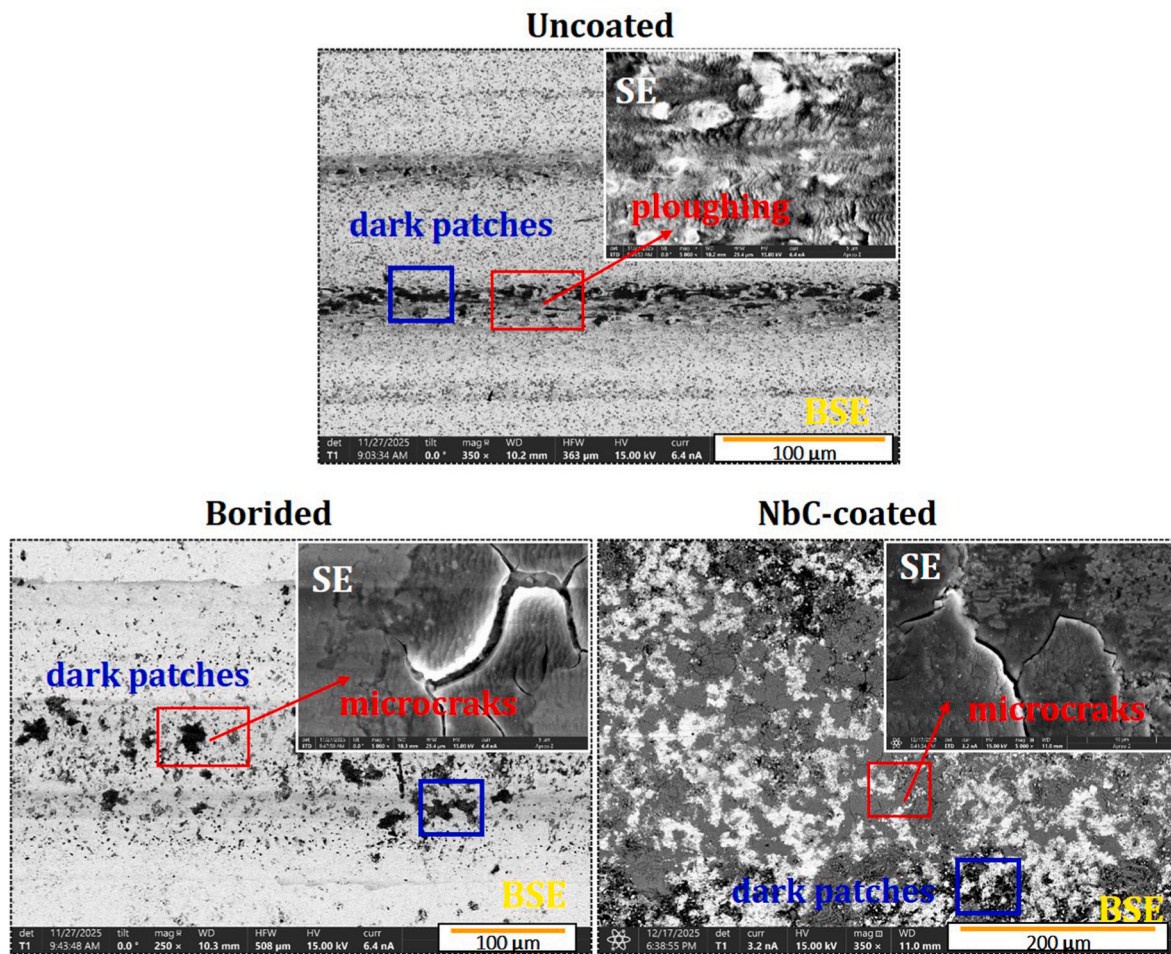 Uncoated
SE
ploughing
dark patches
BSE
det 11/27/2025 tilt mag WD HFW HV curr
T1 9:03:34 AM 0.0 ° 350 × 10.2 mm 363 µm 15.00 kV 6.4 nA
100 µm
Borided
SE
dark patches
microcraks
BSE
det 11/27/2025 tilt mag WD HFW HV curr
T1 9:43:48 AM 0.0 ° 250 × 10.3 mm 508 µm 15.00 kV 6.4 nA
100 µm
NbC-coated
SE
microcraks
dark patches
BSE
12/17/2025 det curr HV mag WD
6:38:55 PM T1 3.2 nA 15.00 kV 350 × 11.0 mm
200 µm